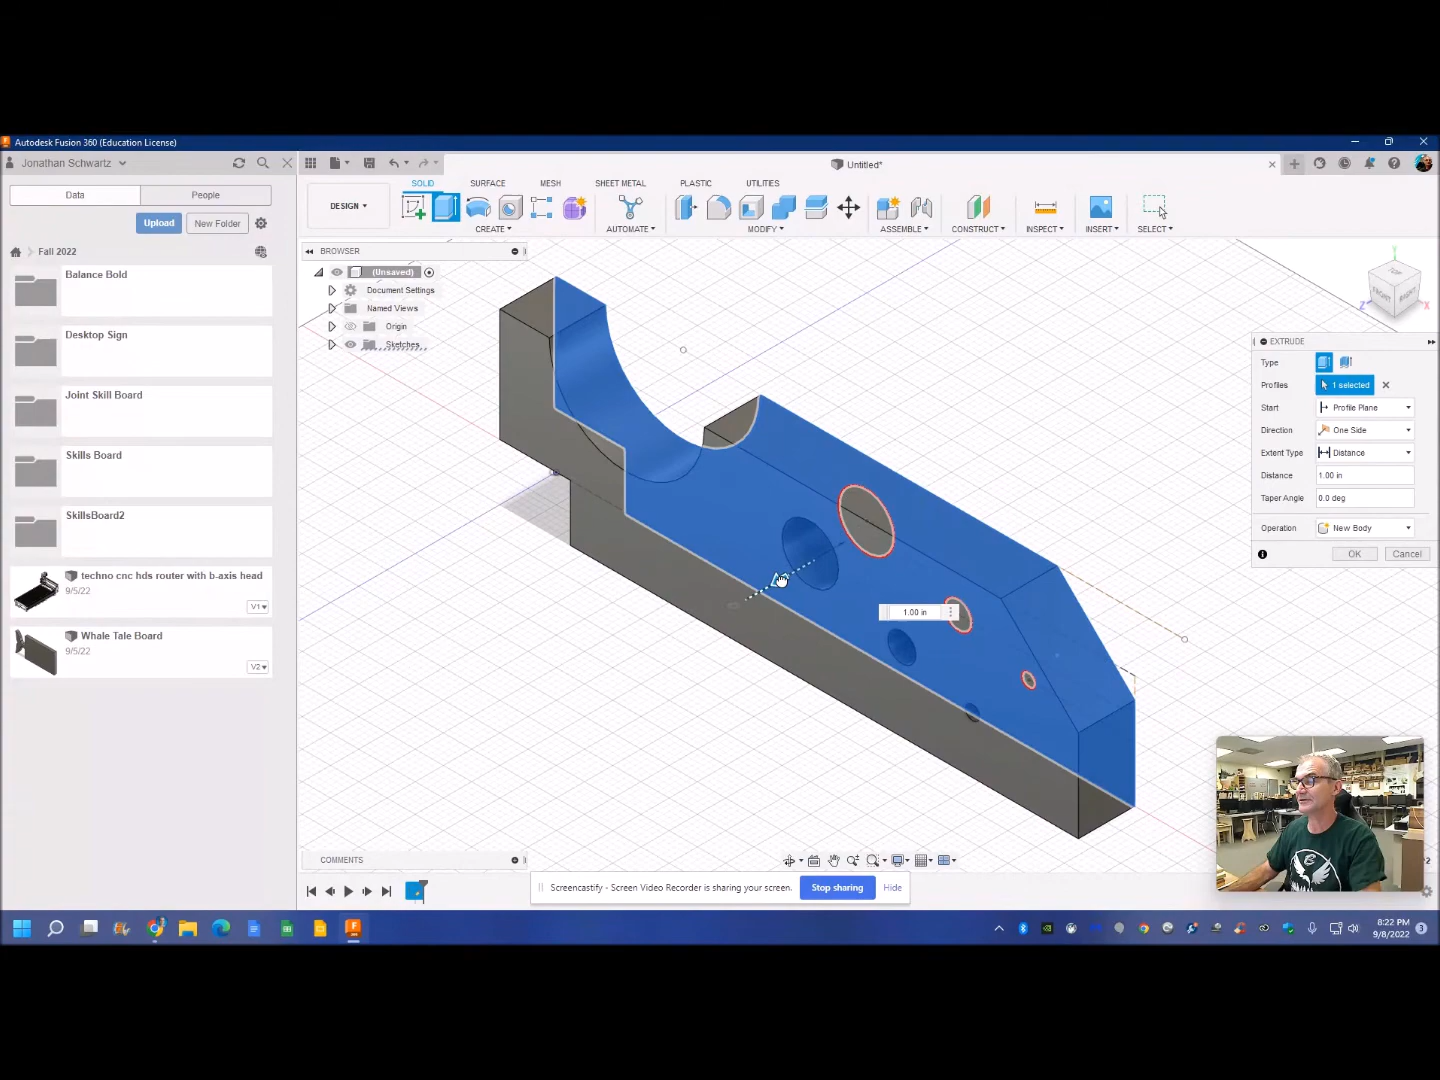 Autodesk Fusion 360 (Education License)
Jonathan Schwartz
Untitled*
Data
People
Upload
New Folder
Fall 2022
Balance Bold
Desktop Sign
Joint Skill Board
Skills Board
SkillsBoard2
techno cnc hds router with b-axis head
9/5/22
V1
Whale Tale Board
9/5/22
V2
DESIGN
SOLID
SURFACE
MESH
SHEET METAL
PLASTIC
UTILITIES
CREATE
AUTOMATE
MODIFY
ASSEMBLE
CONSTRUCT
INSPECT
INSERT
SELECT
BROWSER
(Unsaved)
Document Settings
Named Views
Origin
Sketches
TOP
FRONT
RIGHT
Y
Z
X
EXTRUDE
Type
Profiles
1 selected
Start
Profile Plane
Direction
One Side
Extent Type
Distance
Distance
1.00 in
Taper Angle
0.0 deg
Operation
New Body
OK
Cancel
1.00 in
COMMENTS
Screencastify - Screen Video Recorder is sharing your screen.
Stop sharing
Hide
8:22 PM
9/8/2022
3